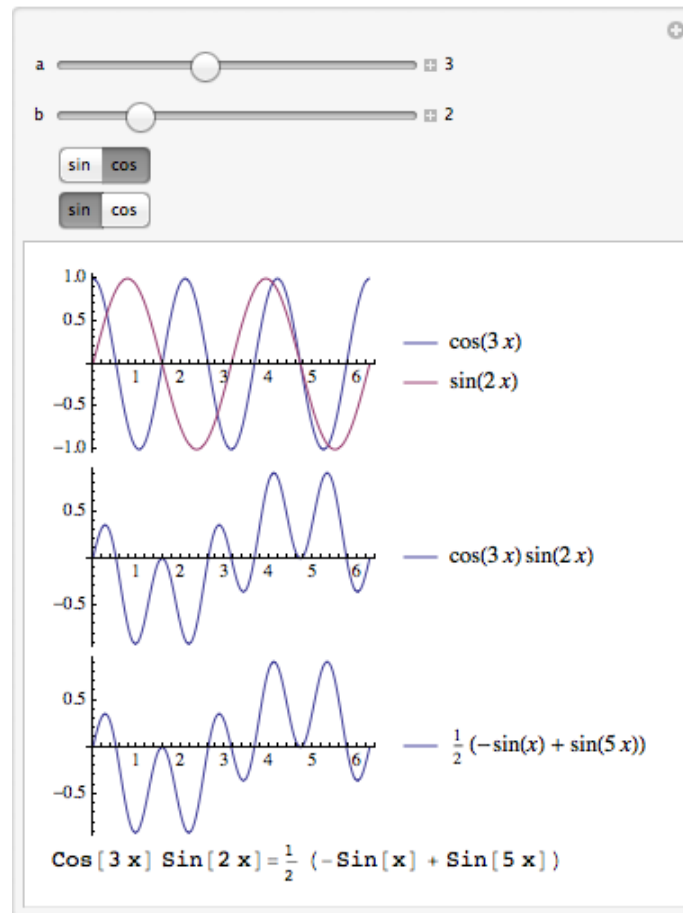 a 3
b 2
sin cos
sin cos
1.0
0.5
1 2 3 4 5 6
−0.5
−1.0
cos(3 x)
sin(2 x)
0.5
1 2 3 4 5 6
−0.5
cos(3 x) sin(2 x)
0.5
1 2 3 4 5 6
−0.5
½ (−sin(x) + sin(5 x))
Cos[3 x] Sin[2 x]=½ (-Sin[x] + Sin[5 x])